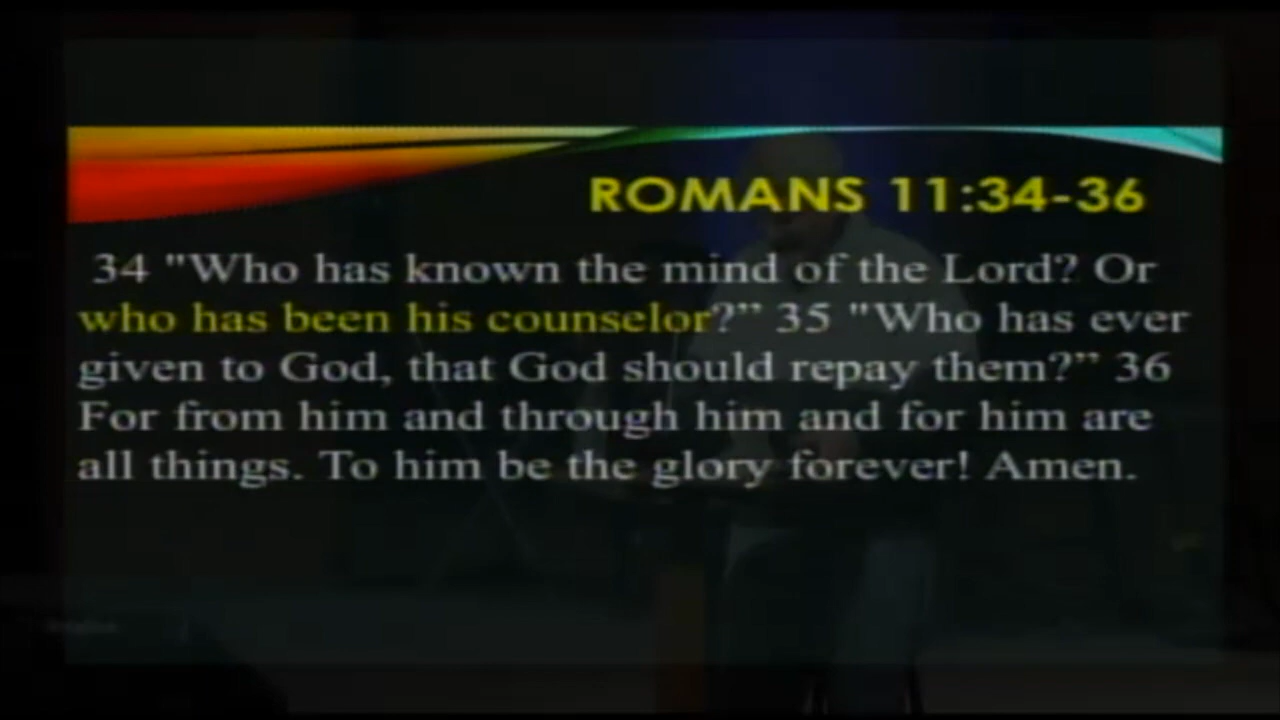 ROMANS 11:34-36
34 "Who has known the mind of the Lord? Or
who has been his counselor?” 35 "Who has ever
given to God, that God should repay them?” 36
For from him and through him and for him are
all things. To him be the glory forever! Amen.